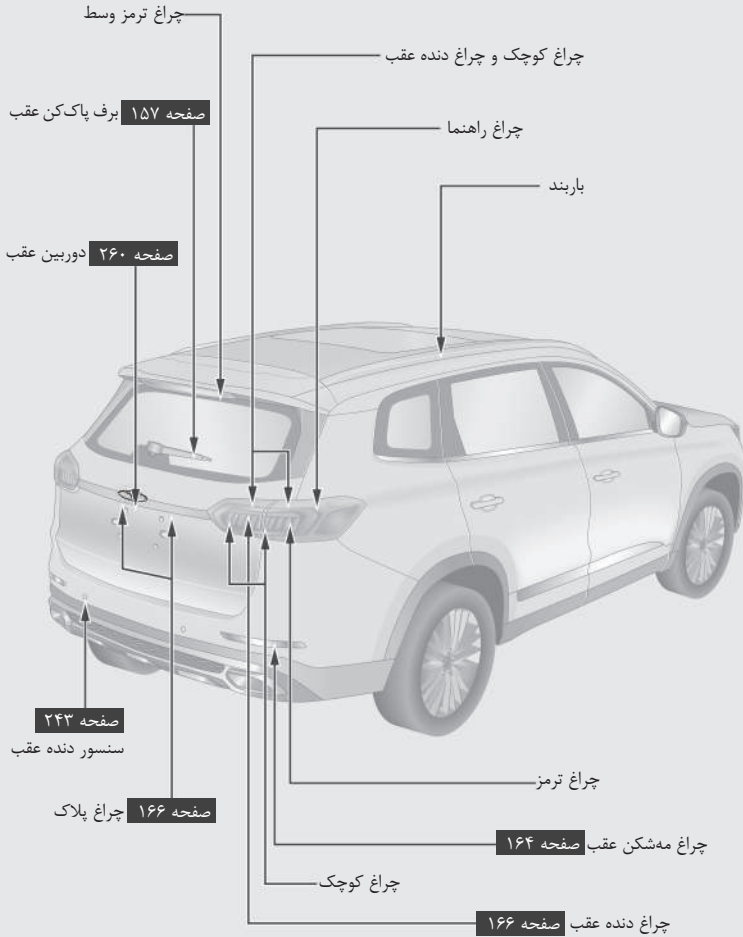 چراغ ترمز وسط
چراغ کوچک و چراغ دنده عقب
برف پاک‌کن عقب صفحه ۱۵۷
چراغ راهنما
باربند
دوربین عقب صفحه ۲۶۰
صفحه ۲۴۳
سنسور دنده عقب
چراغ ترمز
چراغ پلاک صفحه ۱۶۶
چراغ مه‌شکن عقب صفحه ۱۶۴
چراغ کوچک
چراغ دنده عقب صفحه ۱۶۶